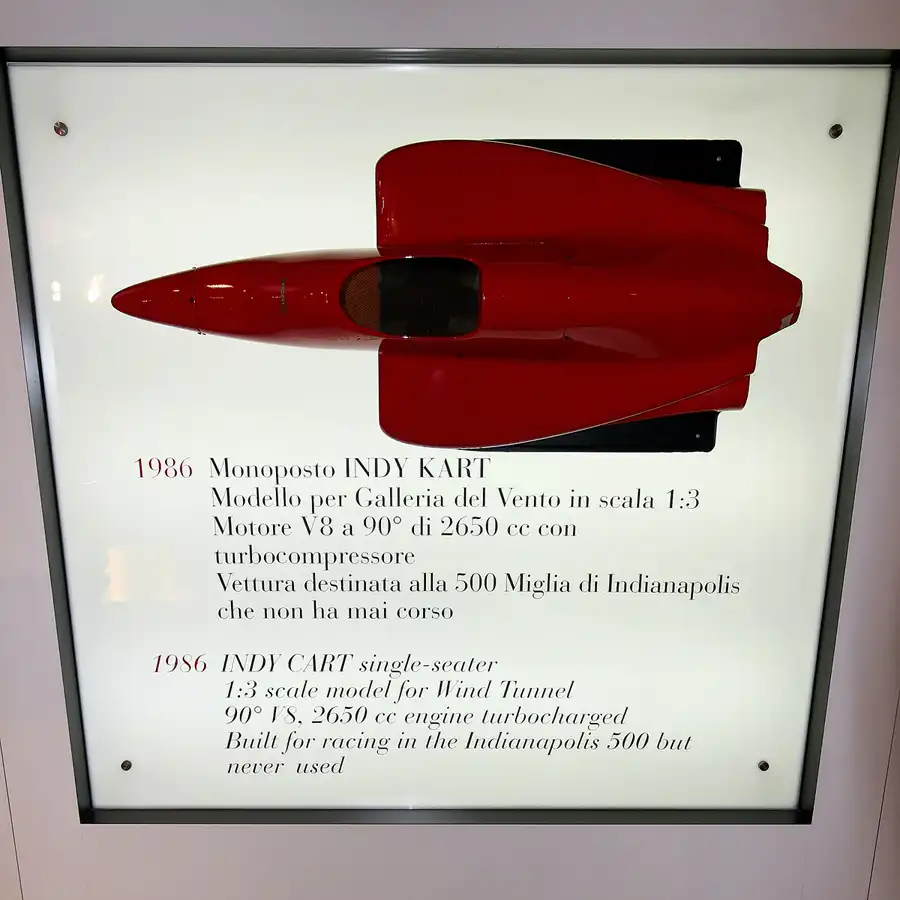 1986 Monoposto INDY KART
Modello per Galleria del Vento in scala 1:3
Motore V8 a 90° di 2650 cc con
turbocompressore
Vettura destinata alla 500 Miglia di Indianapolis
che non ha mai corso
1986 INDY CART single-seater
1:3 scale model for Wind Tunnel
90° V8, 2650 cc engine turbocharged
Built for racing in the Indianapolis 500 but
never used